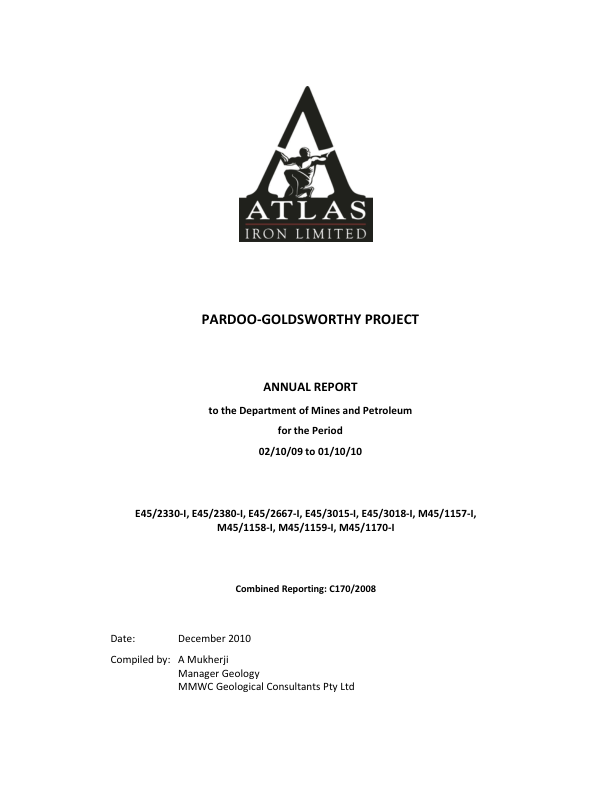 ATLAS
IRON LIMITED
PARDOO-GOLDSWORTHY PROJECT
ANNUAL REPORT
to the Department of Mines and Petroleum
for the Period
02/10/09 to 01/10/10
E45/2330-I, E45/2380-I, E45/2667-I, E45/3015-I, E45/3018-I, M45/1157-I,
M45/1158-I, M45/1159-I, M45/1170-I
Combined Reporting: C170/2008
Date: December 2010
Compiled by: A Mukherji
Manager Geology
MMWC Geological Consultants Pty Ltd